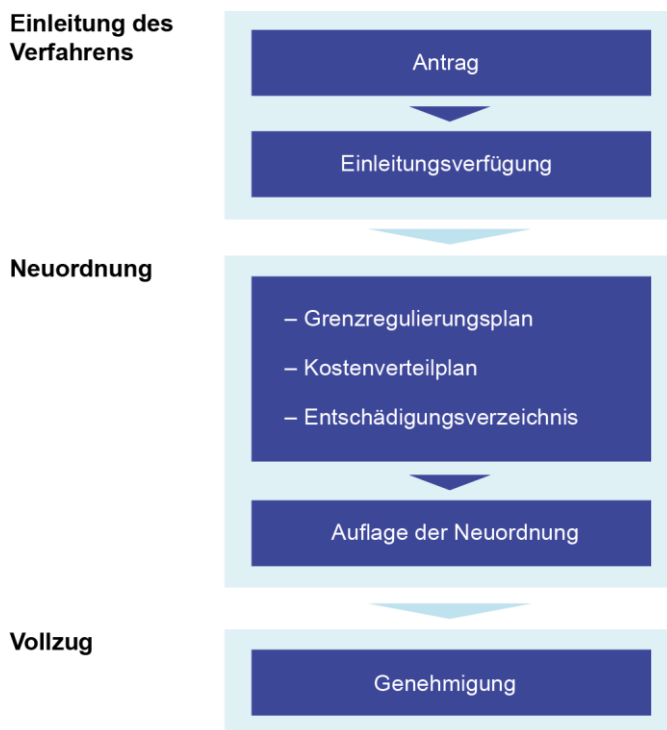 Einleitung des
Verfahrens
Antrag
Einleitungsverfügung
Neuordnung
– Grenzregulierungsplan
– Kostenverteilplan
– Entschädigungsverzeichnis
Auflage der Neuordnung
Vollzug
Genehmigung